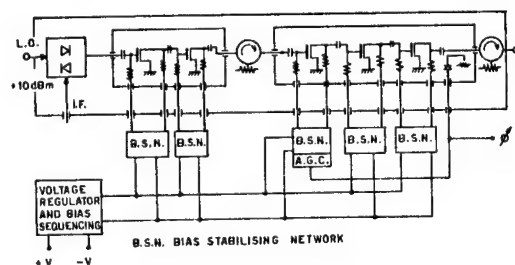 L.O.
+10dBm
I.F.
B.S.N.
B.S.N.
B.S.N.
A.G.C.
B.S.N.
B.S.N.
VOLTAGE
REGULATOR
AND BIAS
SEQUENCING
B.S.N. BIAS STABILISING NETWORK
+V
-V